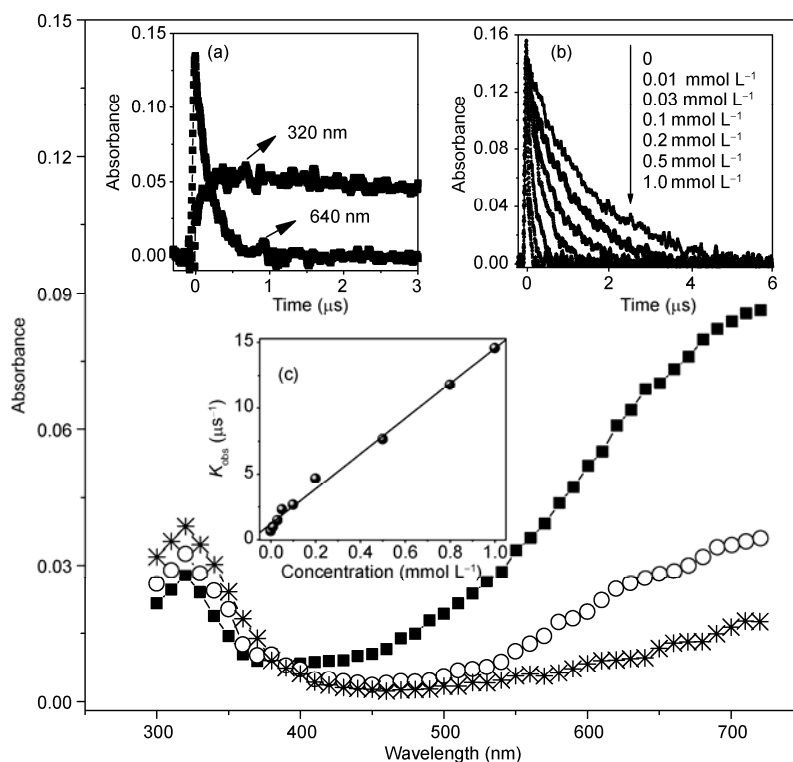 0.15
0.12
0.09
0.06
0.03
0.00
Absorbance
300
400
500
600
700
Wavelength (nm)
(a)
0.15
0.10
0.05
0.00
Absorbance
320 nm
640 nm
0
1
2
3
Time (μs)
(b)
0.16
0.12
0.08
0.04
0.00
Absorbance
0
0.01 mmol L⁻¹
0.03 mmol L⁻¹
0.1 mmol L⁻¹
0.2 mmol L⁻¹
0.5 mmol L⁻¹
1.0 mmol L⁻¹
0
2
4
6
Time (μs)
(c)
15
10
5
0
Kobs (μs⁻¹)
0.0
0.2
0.4
0.6
0.8
1.0
Concentration (mmol L⁻¹)